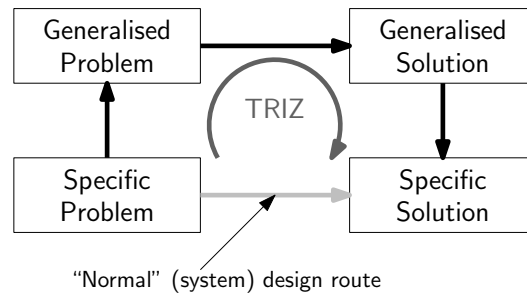 Generalised
Problem
Generalised
Solution
TRIZ
Specific
Problem
Specific
Solution
“Normal” (system) design route